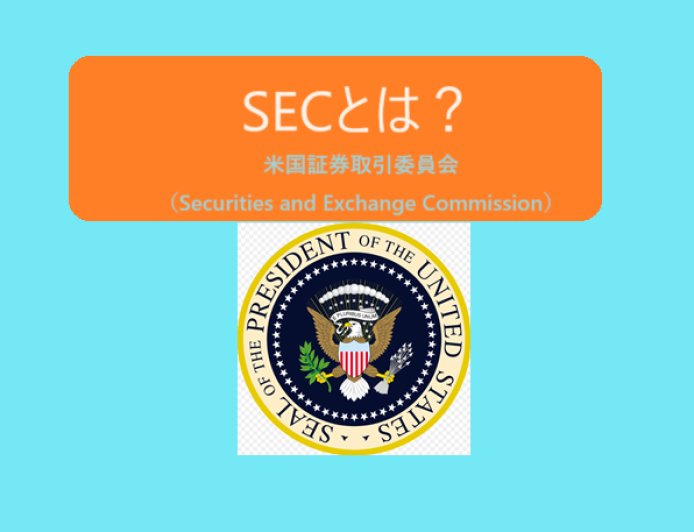 SECとは？
米国証券取引委員会
（Securities and Exchange Commission）
SEAL OF THE PRESIDENT OF THE UNITED STATES
E PLURIBUS UNUM